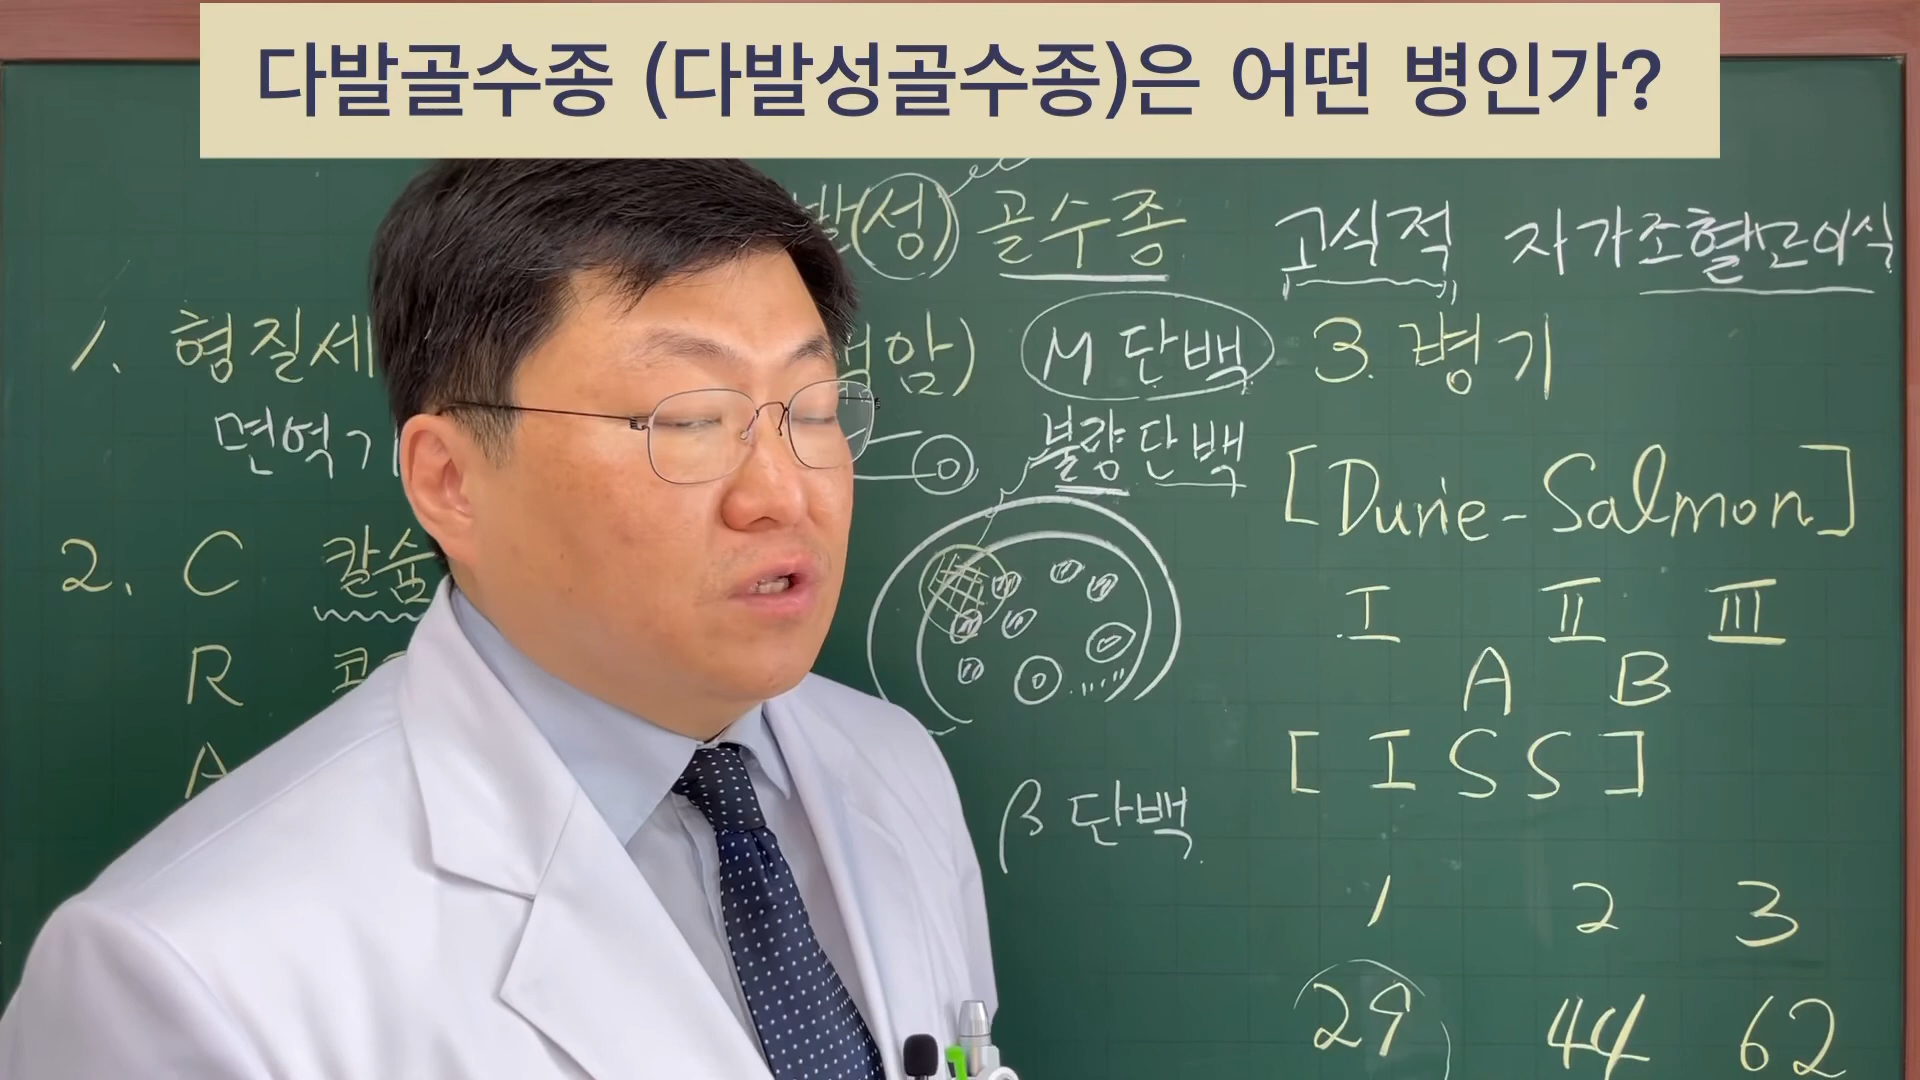 다발골수종 (다발성골수종)은 어떤 병인가?
발(성) 골수종
고식적 자가조혈모이식
1. 형질세
암)
M 단백
3. 병기
면역
불량단백
[Durie-Salmon]
2. C 칼슘
I II III
R
A B
A
[ISS]
β 단백
1 2 3
29 44 62